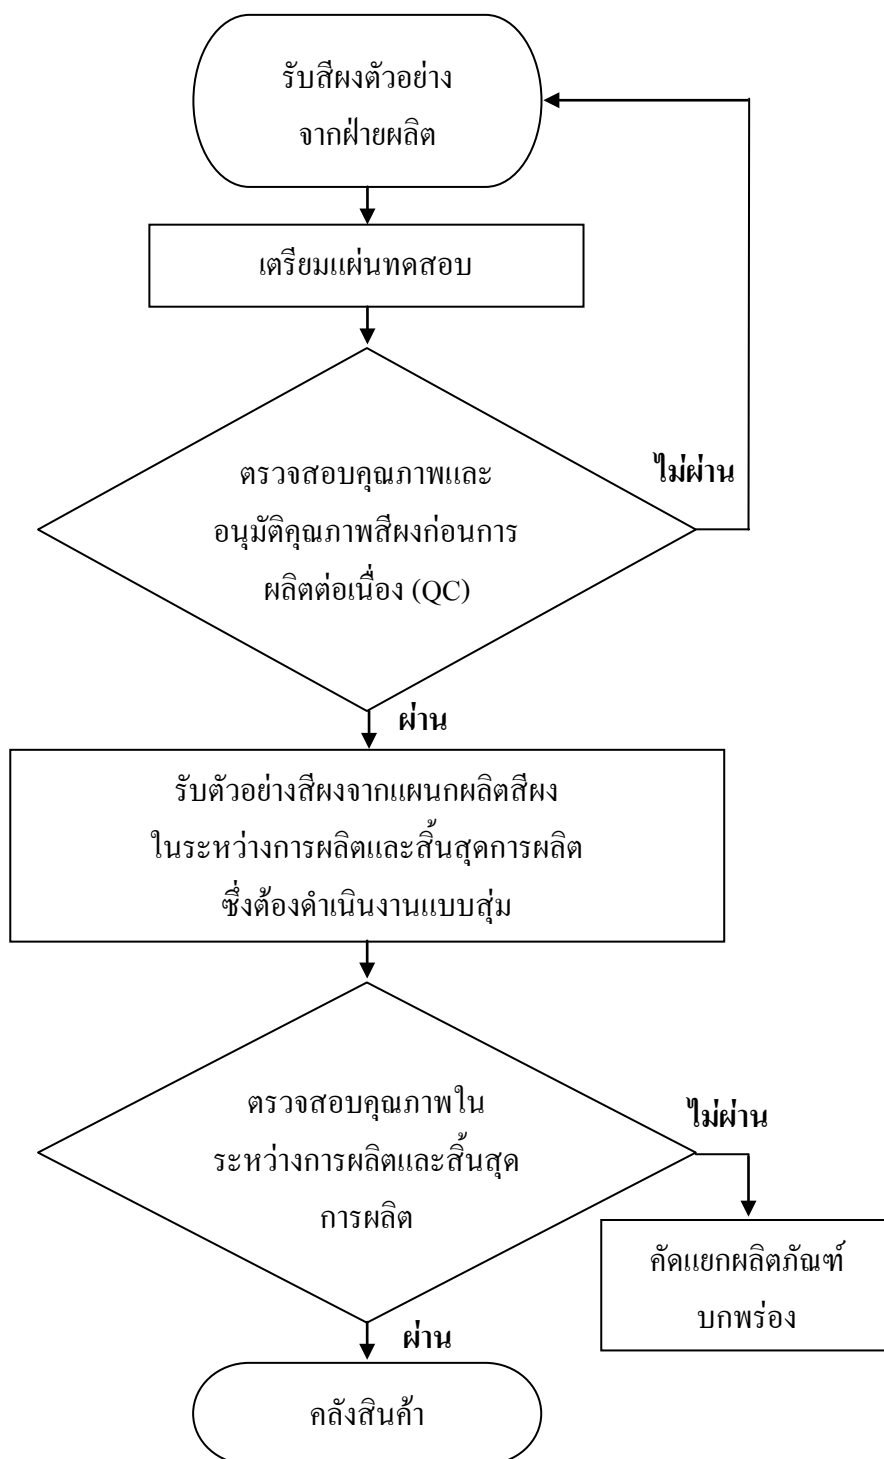 รับสีผงตัวอย่าง
จากฝ่ายผลิต
เตรียมแผ่นทดสอบ
ตรวจสอบคุณภาพและ
อนุมัติคุณภาพสีผงก่อนการ
ผลิตต่อเนื่อง (QC)
ไม่ผ่าน
ผ่าน
รับตัวอย่างสีผงจากแผนกผลิตสีผง
ในระหว่างการผลิตและสิ้นสุดการผลิต
ซึ่งต้องดำเนินงานแบบสุ่ม
ตรวจสอบคุณภาพใน
ระหว่างการผลิตและสิ้นสุด
การผลิต
ไม่ผ่าน
คัดแยกผลิตภัณฑ์
บกพร่อง
ผ่าน
คลังสินค้า